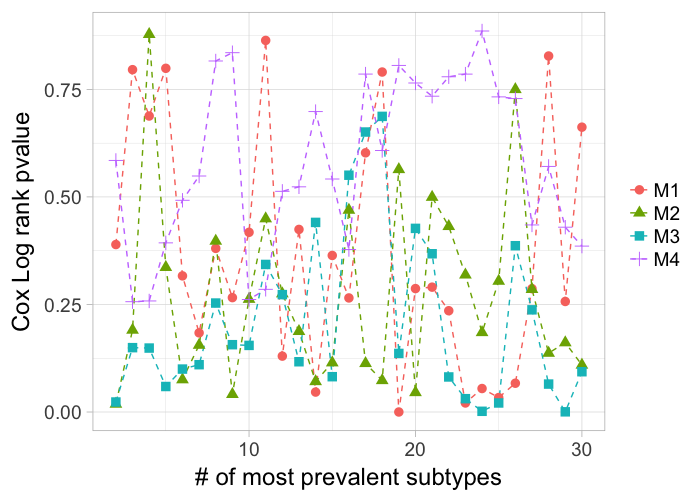 Cox Log rank pvalue
0.75
0.50
0.25
0.00
10
20
30
# of most prevalent subtypes
M1
M2
M3
M4